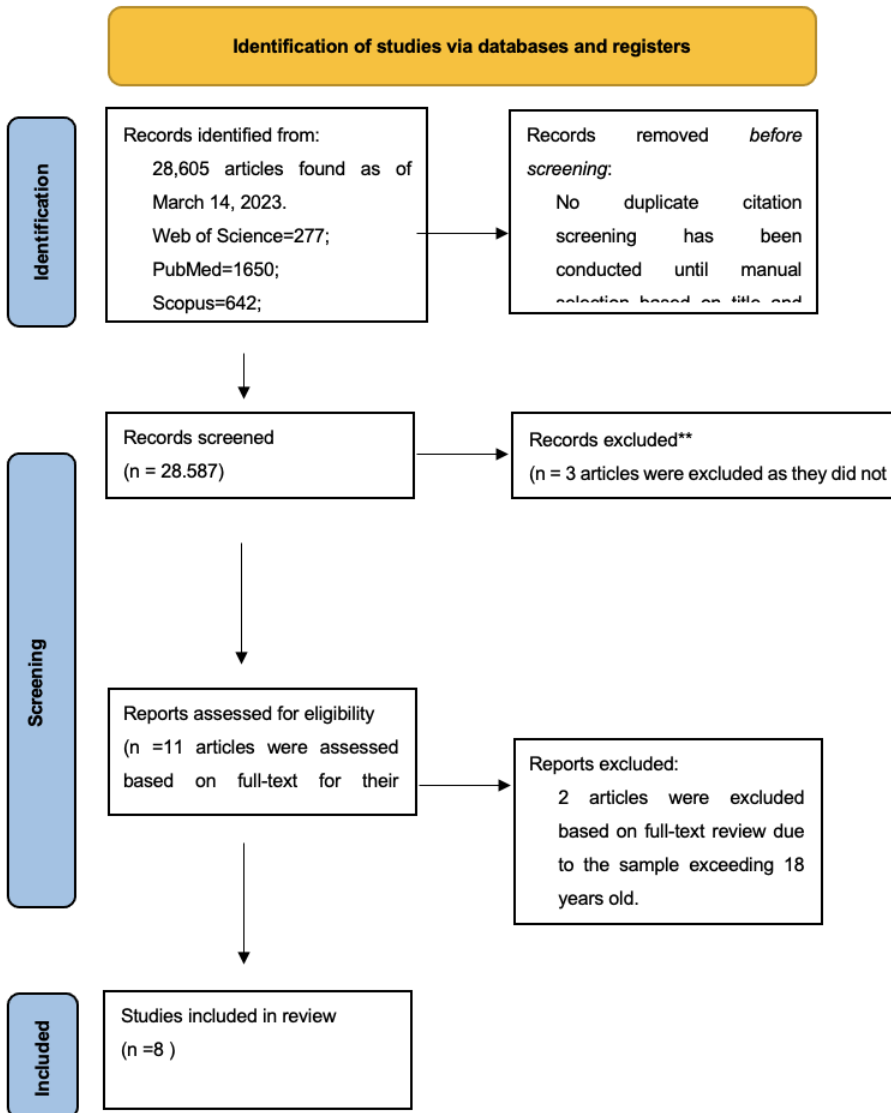 Identification of studies via databases and registers
Identification
Records identified from:
28,605 articles found as of
March 14, 2023.
Web of Science=277;
PubMed=1650;
Scopus=642;
Records removed before
screening:
No duplicate citation
screening has been
conducted until manual
selection based on title and
Screening
Records screened
(n = 28.587)
Records excluded**
(n = 3 articles were excluded as they did not
Reports assessed for eligibility
(n =11 articles were assessed
based on full-text for their
Reports excluded:
2 articles were excluded
based on full-text review due
to the sample exceeding 18
years old.
Included
Studies included in review
(n =8 )